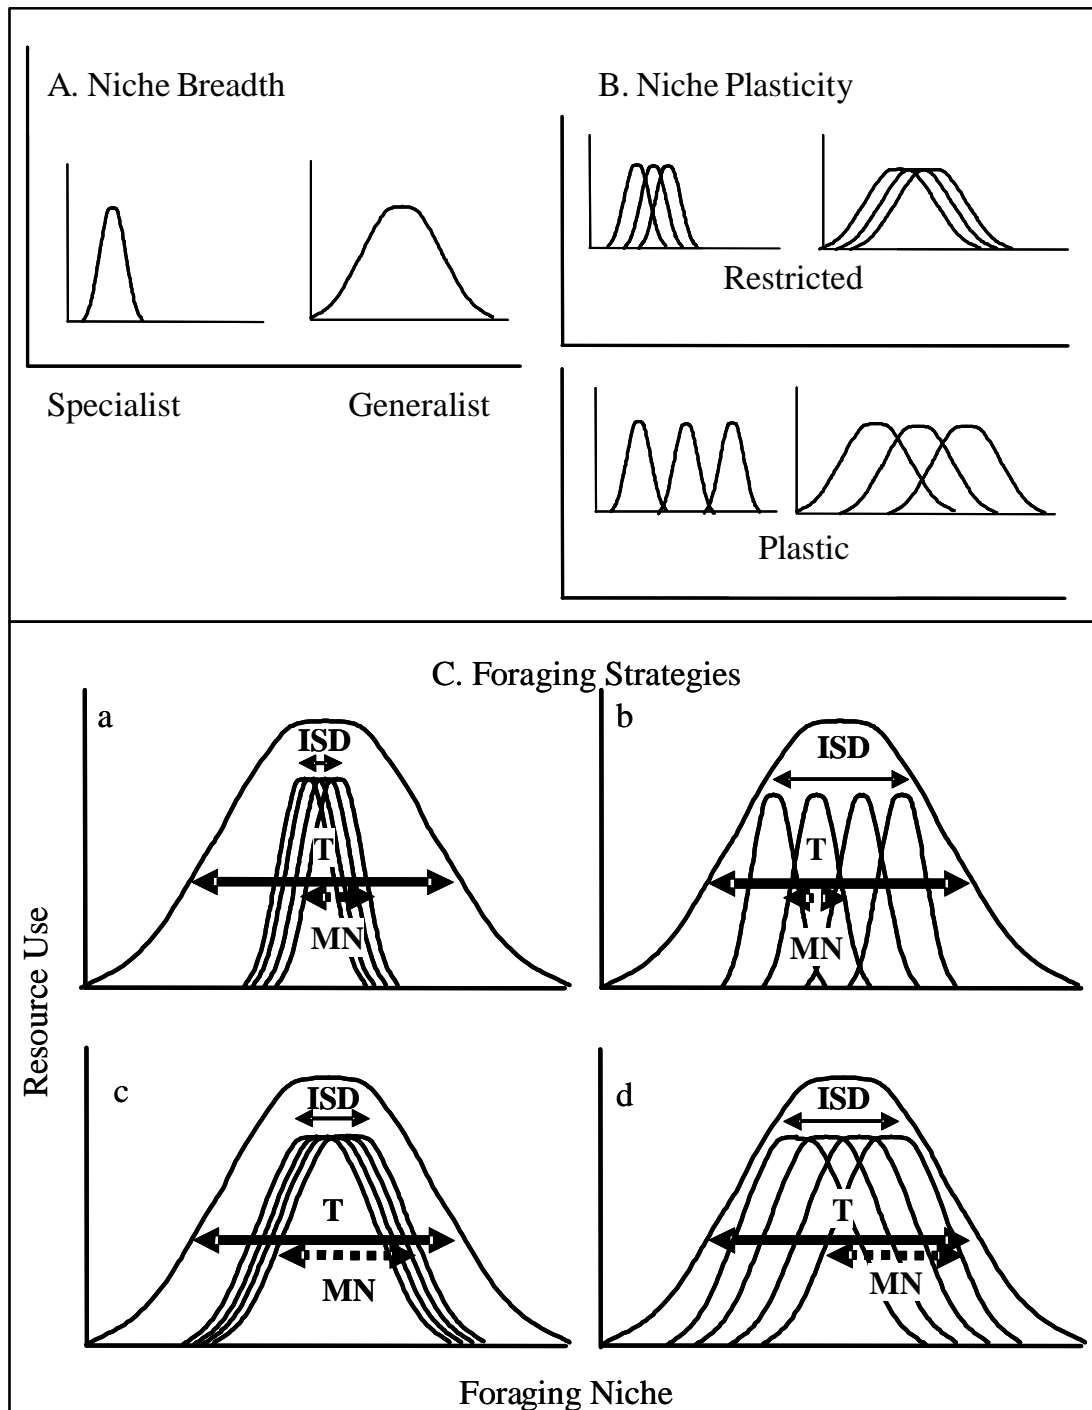 A. Niche Breadth
Specialist
Generalist
B. Niche Plasticity
Restricted
Plastic
C. Foraging Strategies
a
ISD
T
MN
b
ISD
T
MN
c
ISD
T
MN
d
ISD
T
MN
Resource Use
Foraging Niche